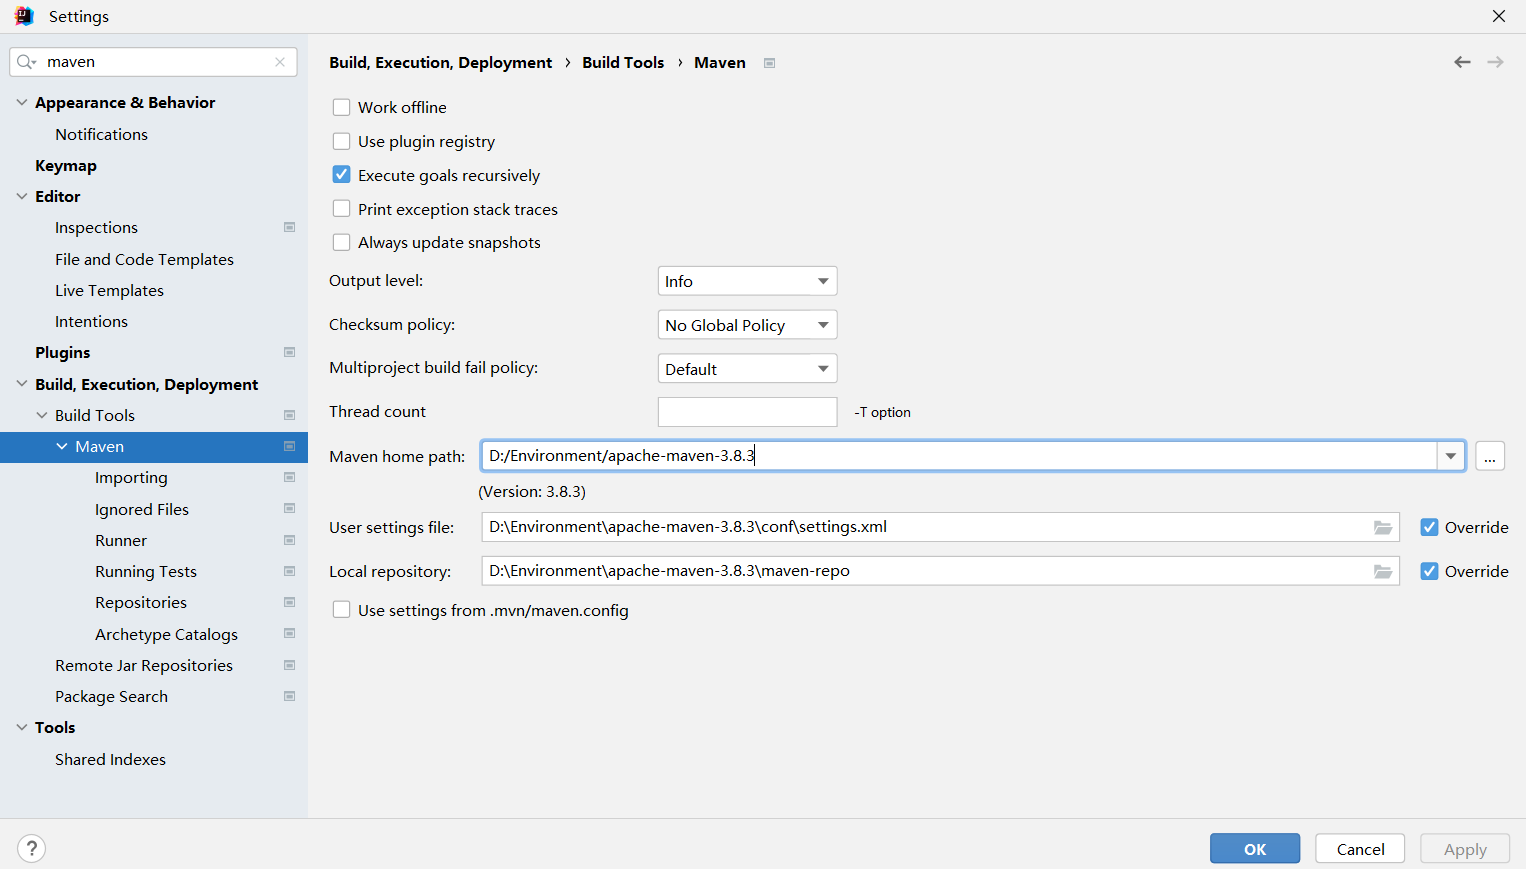 Settings
maven
Appearance & Behavior
Notifications
Keymap
Editor
Inspections
File and Code Templates
Live Templates
Intentions
Plugins
Build, Execution, Deployment
Build Tools
Maven
Importing
Ignored Files
Runner
Running Tests
Repositories
Archetype Catalogs
Remote Jar Repositories
Package Search
Tools
Shared Indexes
Build, Execution, Deployment › Build Tools › Maven
Work offline
Use plugin registry
Execute goals recursively
Print exception stack traces
Always update snapshots
Output level: Info
Checksum policy: No Global Policy
Multiproject build fail policy: Default
Thread count -T option
Maven home path: D:/Environment/apache-maven-3.8.3 ...
(Version: 3.8.3)
User settings file: D:\Environment\apache-maven-3.8.3\conf\settings.xml Override
Local repository: D:\Environment\apache-maven-3.8.3\maven-repo Override
Use settings from .mvn/maven.config
? OK Cancel Apply